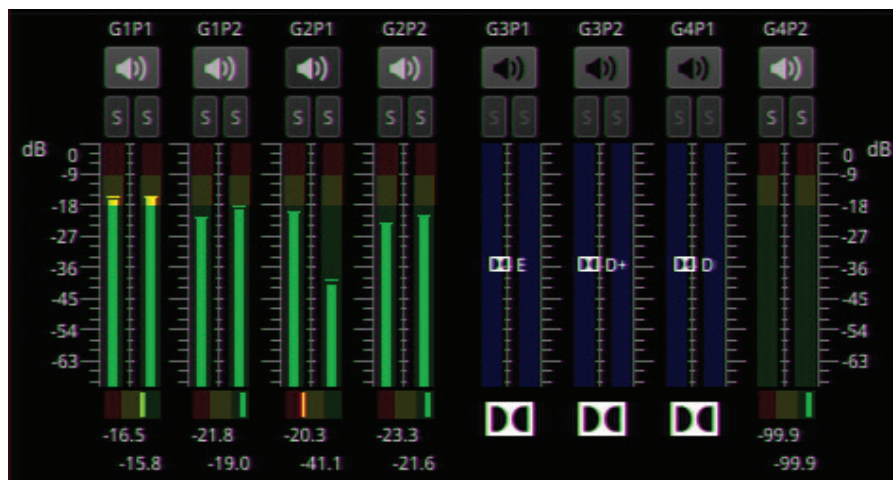 G1P1 G1P2 G2P1 G2P2 G3P1 G3P2 G4P1 G4P2
S S S S S S S S S S S S S S S S
dB 0 0 dB
-9 -9
-18 -18
-27 -27
-36 E D+ D -36
-45 -45
-54 -54
-63 -63
-16.5 -21.8 -20.3 -23.3 -99.9
-15.8 -19.0 -41.1 -21.6 -99.9